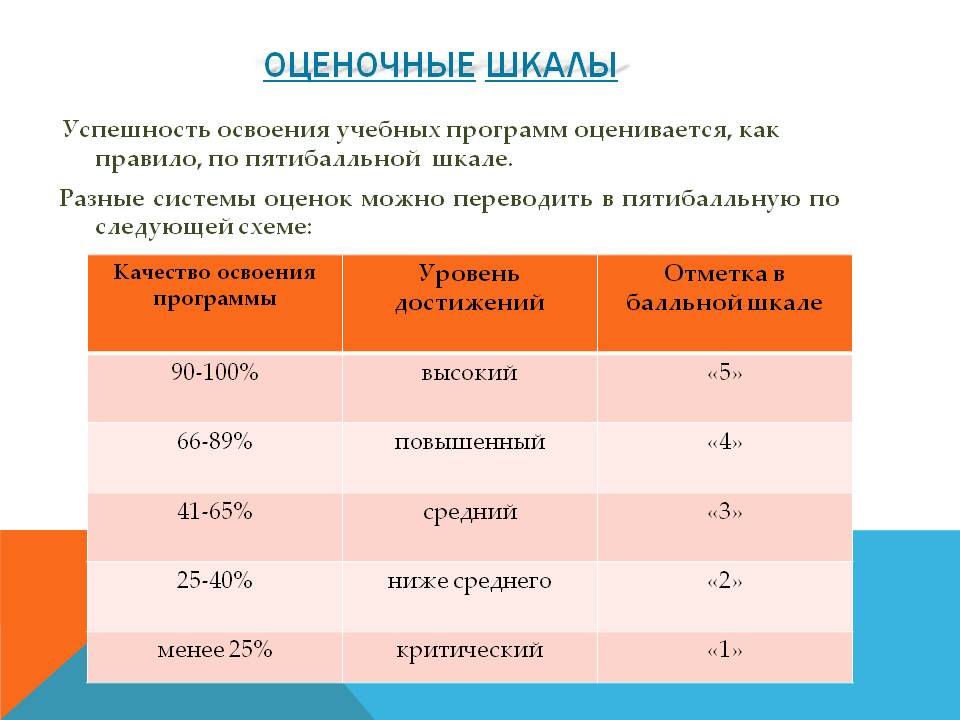 ОЦЕНОЧНЫЕ ШКАЛЫ
Успешность освоения учебных программ оценивается, как
правило, по пятибалльной шкале.
Разные системы оценок можно переводить в пятибалльную по
следующей схеме:
Качество освоения
программы
Уровень
достижений
Отметка в
балльной шкале
90-100%
высокий
«5»
66-89%
повышенный
«4»
41-65%
средний
«3»
25-40%
ниже среднего
«2»
менее 25%
критический
«1»